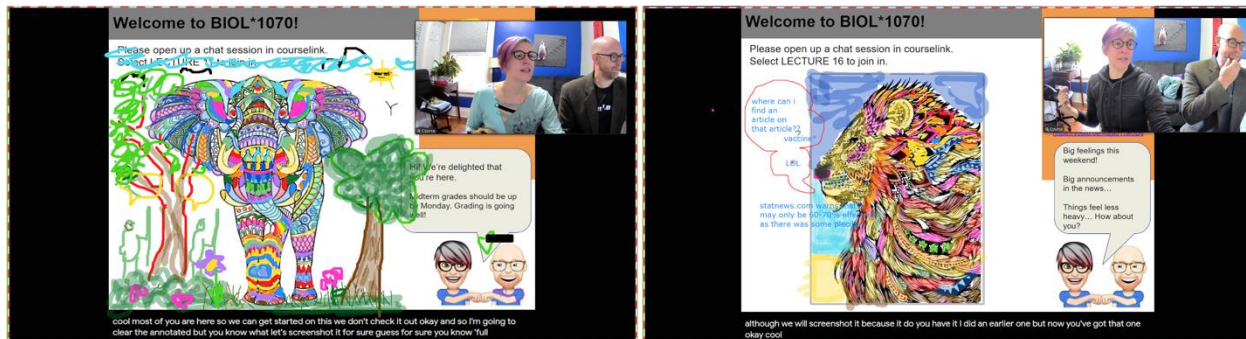 Welcome to BIOL*1070!
Please open up a chat session in courselink.
Select LECTURE 1 to join in.
Hi! We're delighted that
you're here.
Midterm grades should be up
by Monday. Grading is going
well!
cool most of you are here so we can get started on this we don't check it out okay and so i'm going to
clear the annotated but you know what let's screenshot it for sure guess for sure you know 'full
Welcome to BIOL*1070!
Please open up a chat session in courselink.
Select LECTURE 16 to join in.
where can i
find an
article on
that article??
vaccine*
LOL
statnews.com warns that
may only be 60-70%
as there was some
Big feelings this
weekend!
Big announcements
in the news…
Things feel less
heavy… How about
you?
although we will screenshot it because it do you have it I did an earlier one but now you've got that one
okay cool